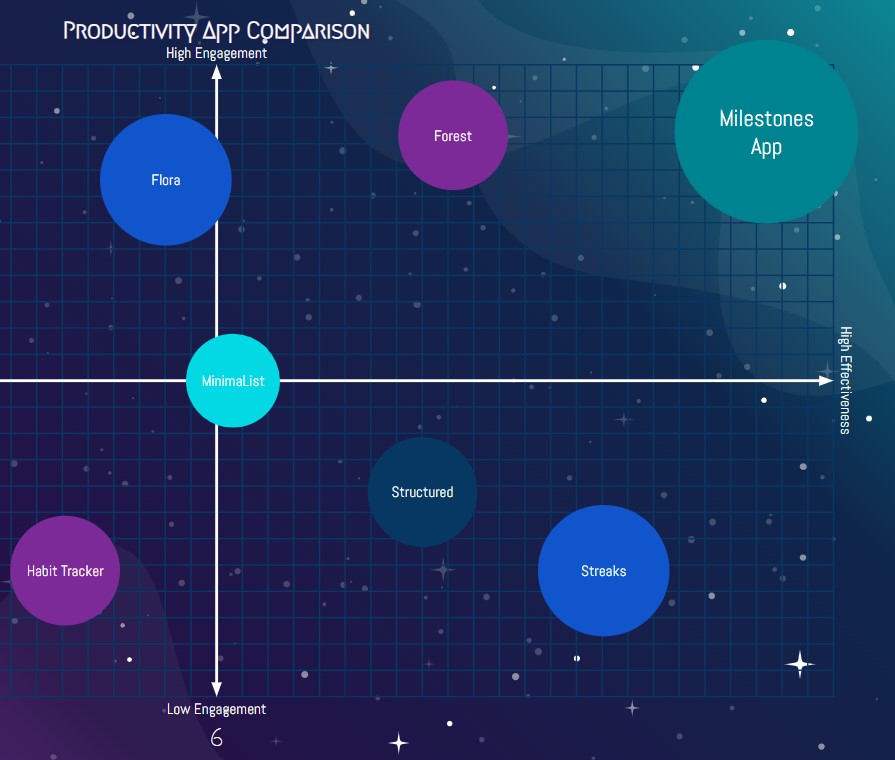 Productivity App Comparison
High Engagement
Milestones
App
Forest
Flora
High Effectiveness
MinimaList
Structured
Habit Tracker
Streaks
Low Engagement
6